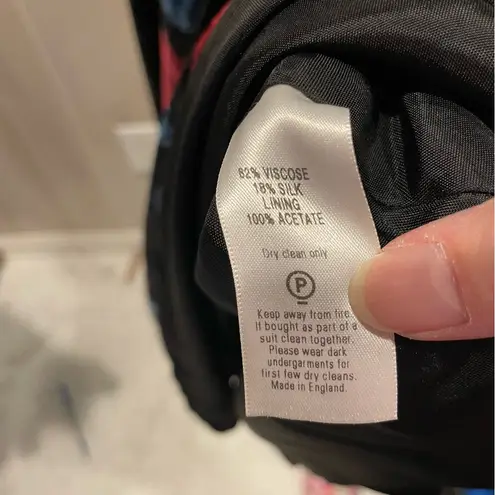 82% VISCOSE
18% SILK
LINING
100% ACETATE
Dry clean only
P
Keep away from fire.
If bought as part of a
suit clean together.
Please wear dark
undergarments for
first few dry cleans.
Made in England.